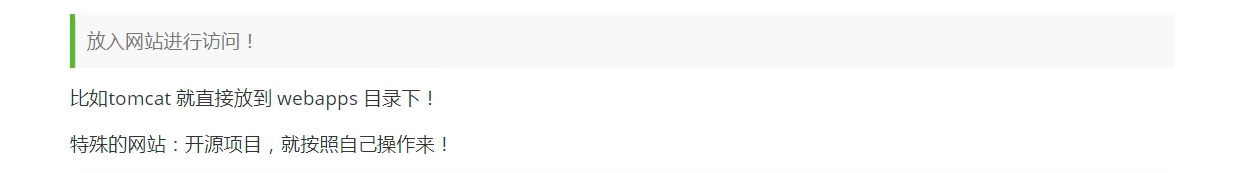 放入网站进行访问！
比如tomcat 就直接放到 webapps 目录下！
特殊的网站：开源项目，就按照自己操作来！